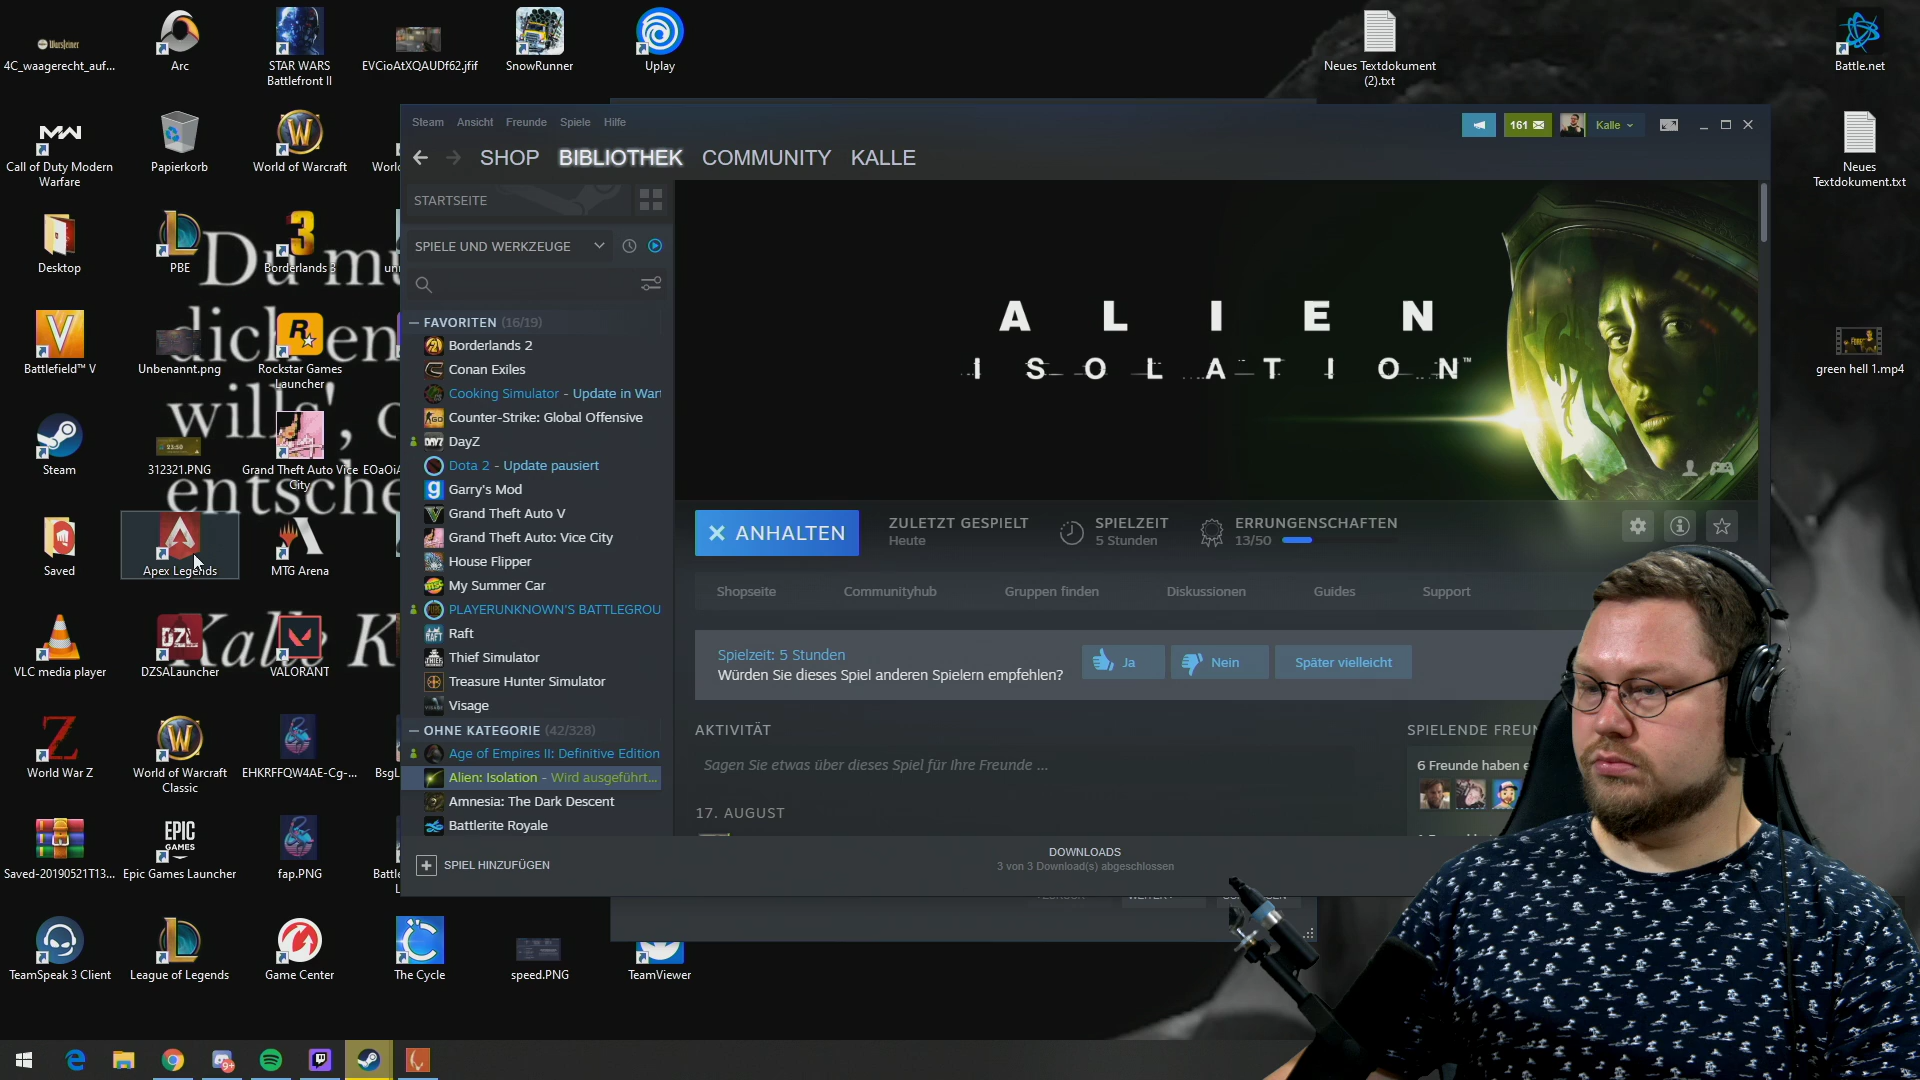 Warsteiner
4C_waagerecht_auf...
Arc
STAR WARS
Battlefront II
EVCioAtXQAUDf62.jfif
SnowRunner
Uplay
Neues Textdokument
(2).txt
Battle.net
Call of Duty Modern
Warfare
Papierkorb
World of Warcraft
Neues
Textdokument.txt
Desktop
PBE
Borderlands 3
Battlefield™ V
Unbenannt.png
Rockstar Games
Launcher
green hell 1.mp4
Steam
312321.PNG
Grand Theft Auto Vice
City
Saved
Apex Legends
MTG Arena
VLC media player
DZSALauncher
VALORANT
World War Z
World of Warcraft
Classic
EHKRFFQW4AE-Cg-...
Saved-20190521T13...
EPIC
GAMES
Epic Games Launcher
fap.PNG
TeamSpeak 3 Client
League of Legends
Game Center
The Cycle
speed.PNG
TeamViewer
Du mu
dich en
will', c
entsche
Kalle K
Steam Ansicht Freunde Spiele Hilfe
161
Kalle
SHOP BIBLIOTHEK COMMUNITY KALLE
STARTSEITE
SPIELE UND WERKZEUGE
— FAVORITEN (16/19)
Borderlands 2
Conan Exiles
Cooking Simulator - Update in Wart
Counter-Strike: Global Offensive
DayZ
Dota 2 - Update pausiert
Garry's Mod
Grand Theft Auto V
Grand Theft Auto: Vice City
House Flipper
My Summer Car
PLAYERUNKNOWN'S BATTLEGROU
Raft
Thief Simulator
Treasure Hunter Simulator
Visage
— OHNE KATEGORIE (42/328)
Age of Empires II: Definitive Edition
Alien: Isolation - Wird ausgeführt...
Amnesia: The Dark Descent
Battlerite Royale
SPIEL HINZUFÜGEN
ALIEN
ISOLATION™
ANHALTEN
ZULETZT GESPIELT
Heute
SPIELZEIT
5 Stunden
ERRUNGENSCHAFTEN
13/50
Shopseite Communityhub Gruppen finden Diskussionen Guides Support
Spielzeit: 5 Stunden
Würden Sie dieses Spiel anderen Spielern empfehlen?
Ja
Nein
Später vielleicht
AKTIVITÄT
Sagen Sie etwas über dieses Spiel für Ihre Freunde ...
17. AUGUST
SPIELENDE FREUN
6 Freunde haben e
DOWNLOADS
3 von 3 Download(s) abgeschlossen